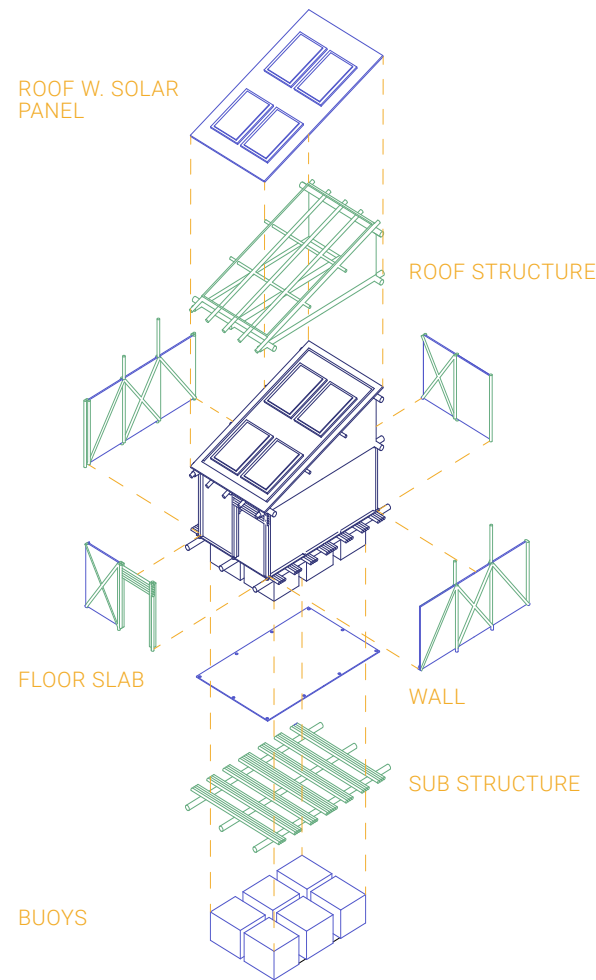 ROOF W. SOLAR
PANEL
ROOF STRUCTURE
FLOOR SLAB
WALL
SUB STRUCTURE
BUOYS